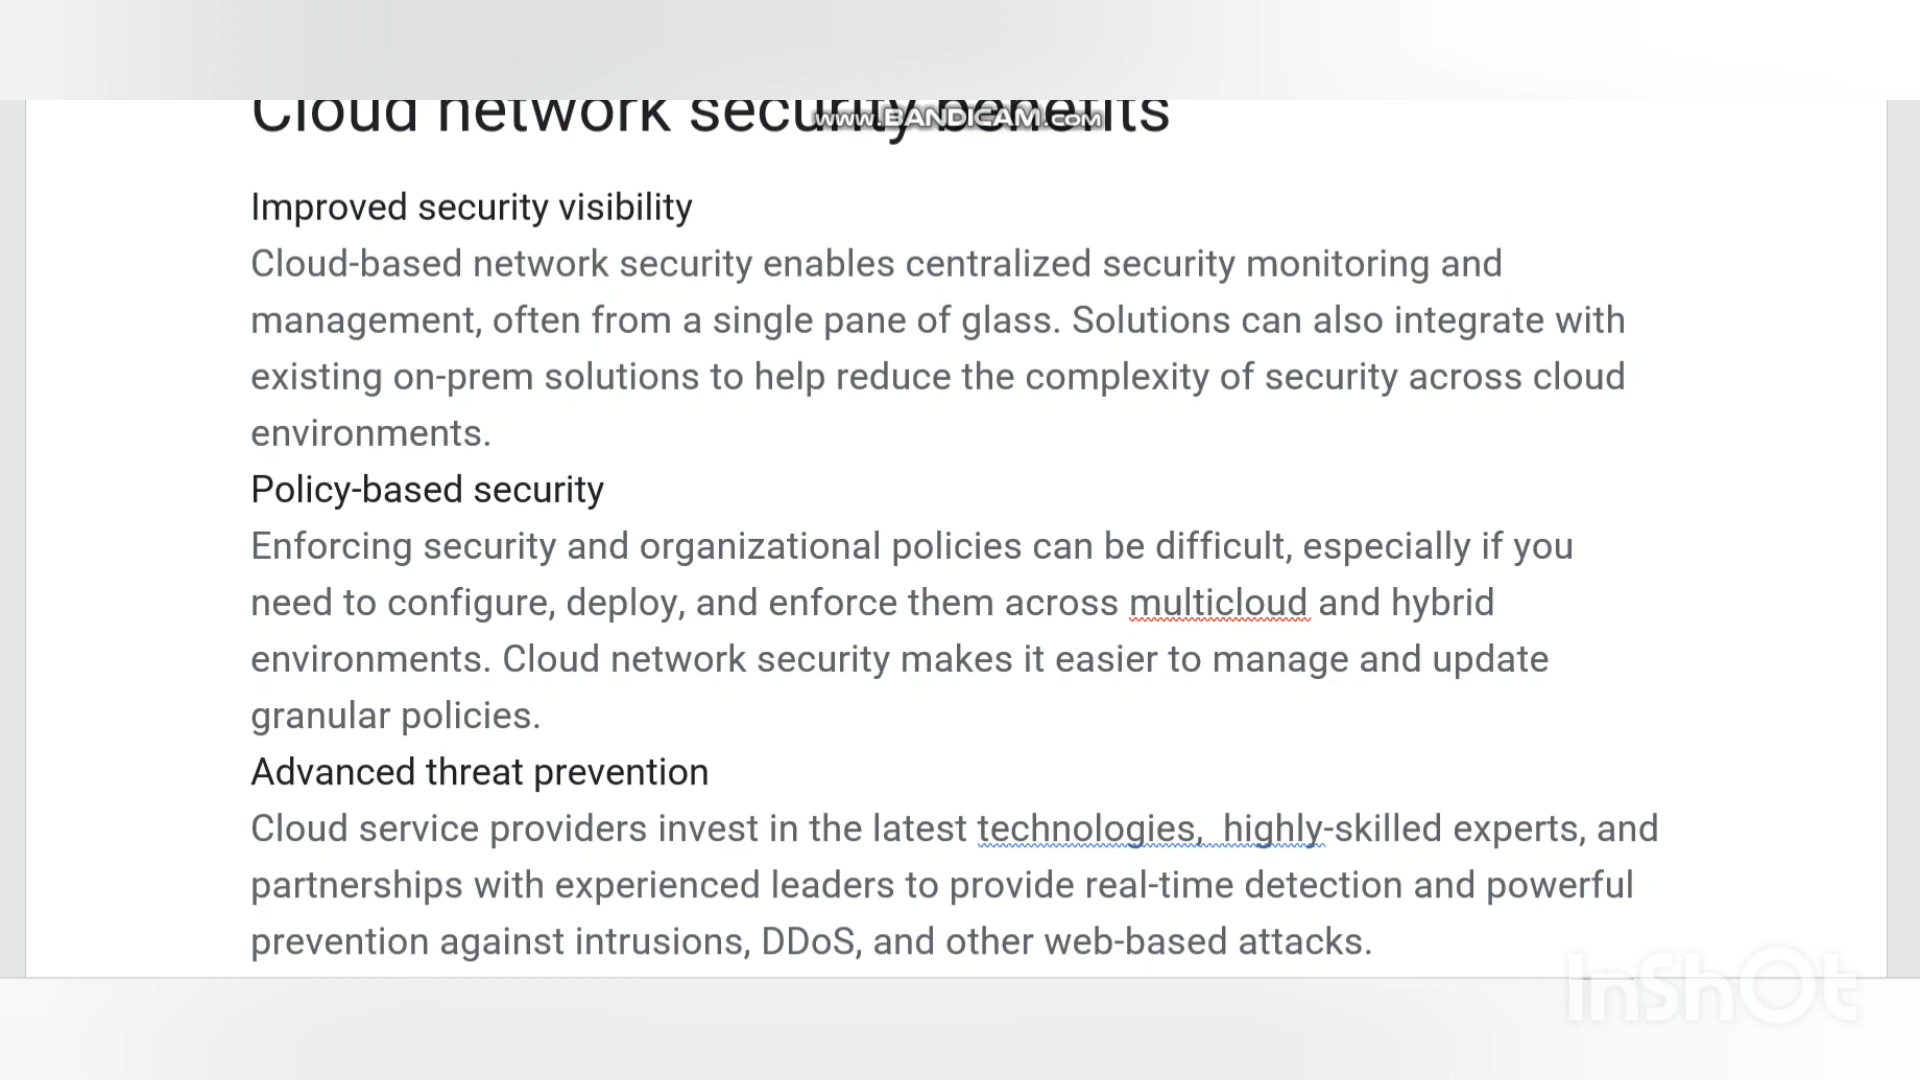 Cloud network security benefits
www.BANDICAM.com
Improved security visibility
Cloud-based network security enables centralized security monitoring and
management, often from a single pane of glass. Solutions can also integrate with
existing on-prem solutions to help reduce the complexity of security across cloud
environments.
Policy-based security
Enforcing security and organizational policies can be difficult, especially if you
need to configure, deploy, and enforce them across multicloud and hybrid
environments. Cloud network security makes it easier to manage and update
granular policies.
Advanced threat prevention
Cloud service providers invest in the latest technologies,  highly-skilled experts, and
partnerships with experienced leaders to provide real-time detection and powerful
prevention against intrusions, DDoS, and other web-based attacks.
InShOt